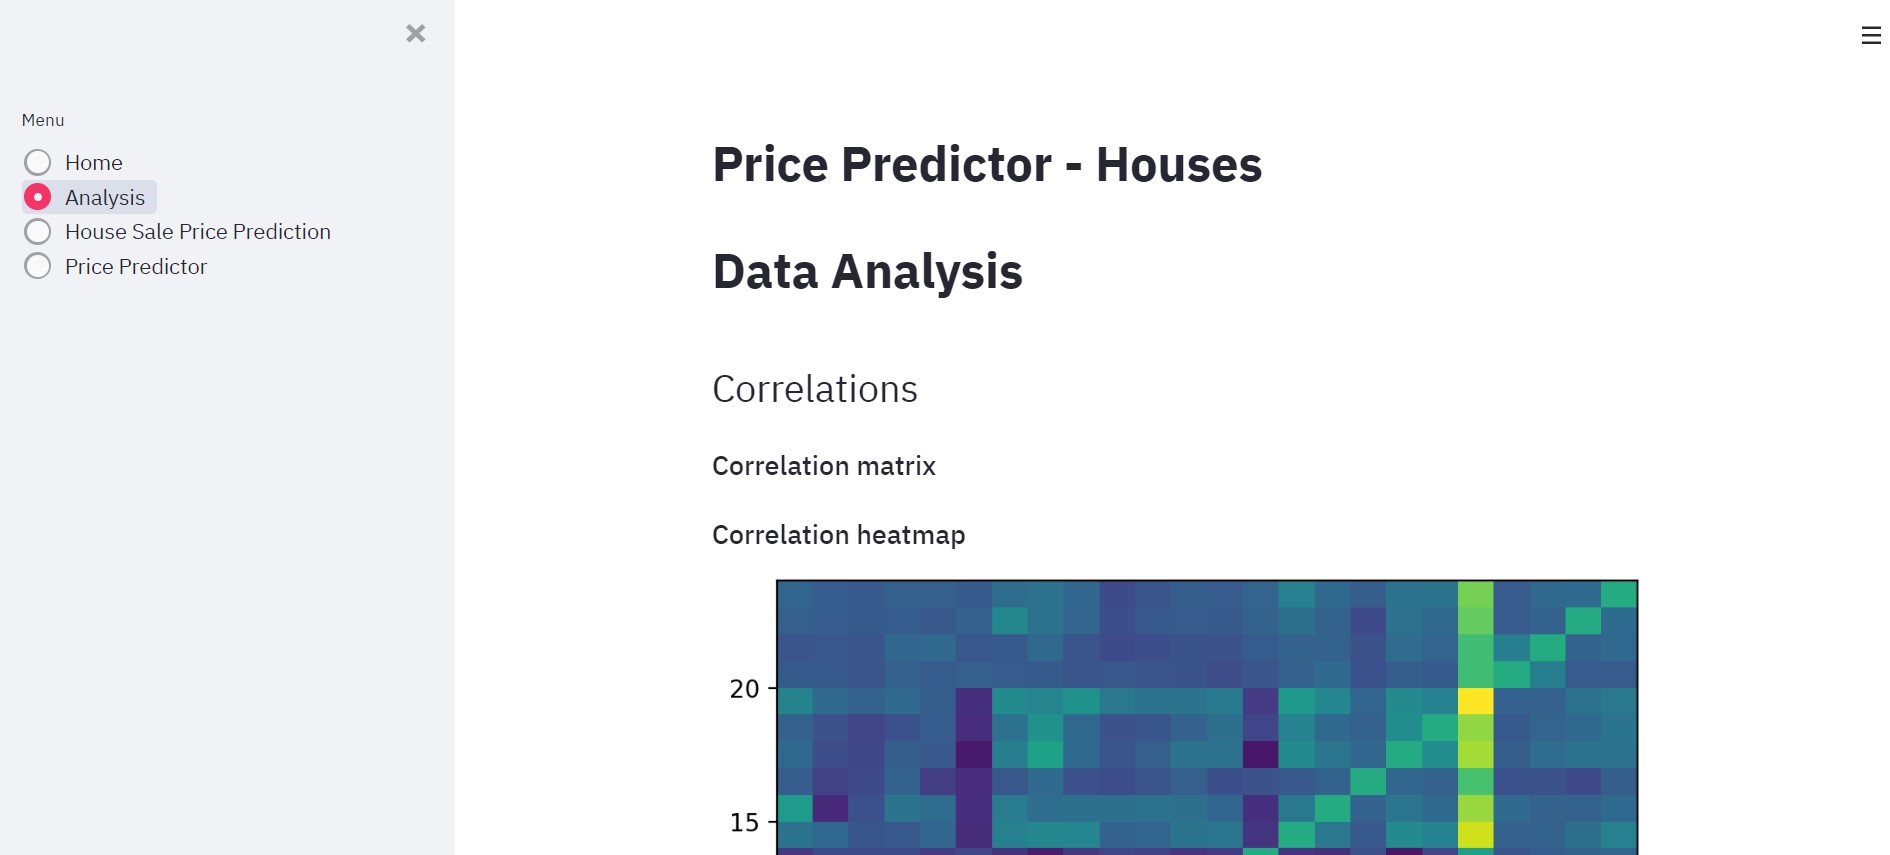 Menu
Home
Analysis
House Sale Price Prediction
Price Predictor
Price Predictor - Houses
Data Analysis
Correlations
Correlation matrix
Correlation heatmap
20
15